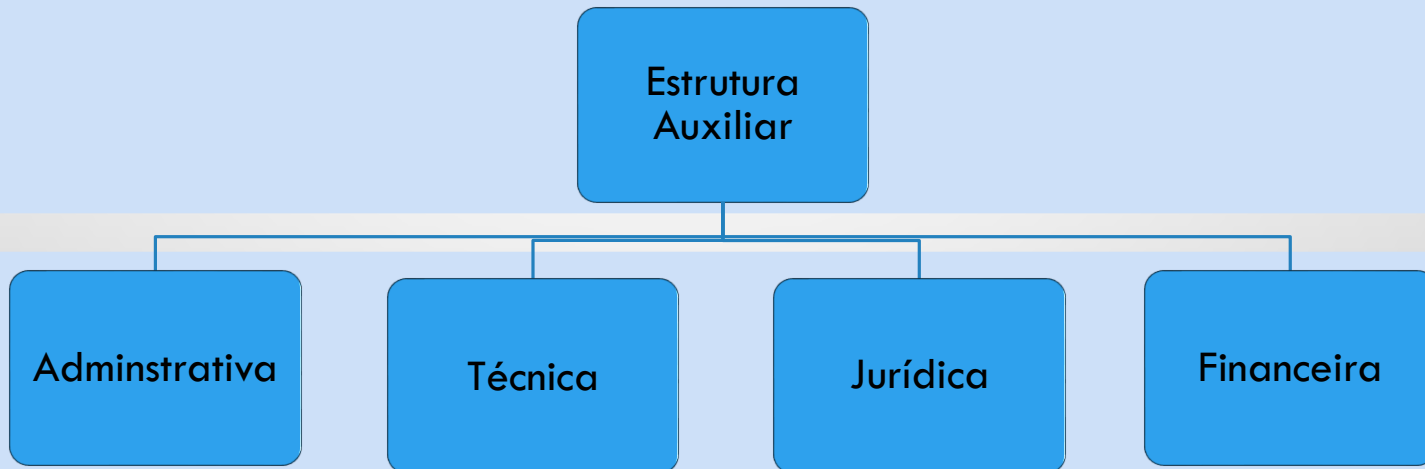 Estrutura
Auxiliar
Adminstrativa
Técnica
Jurídica
Financeira